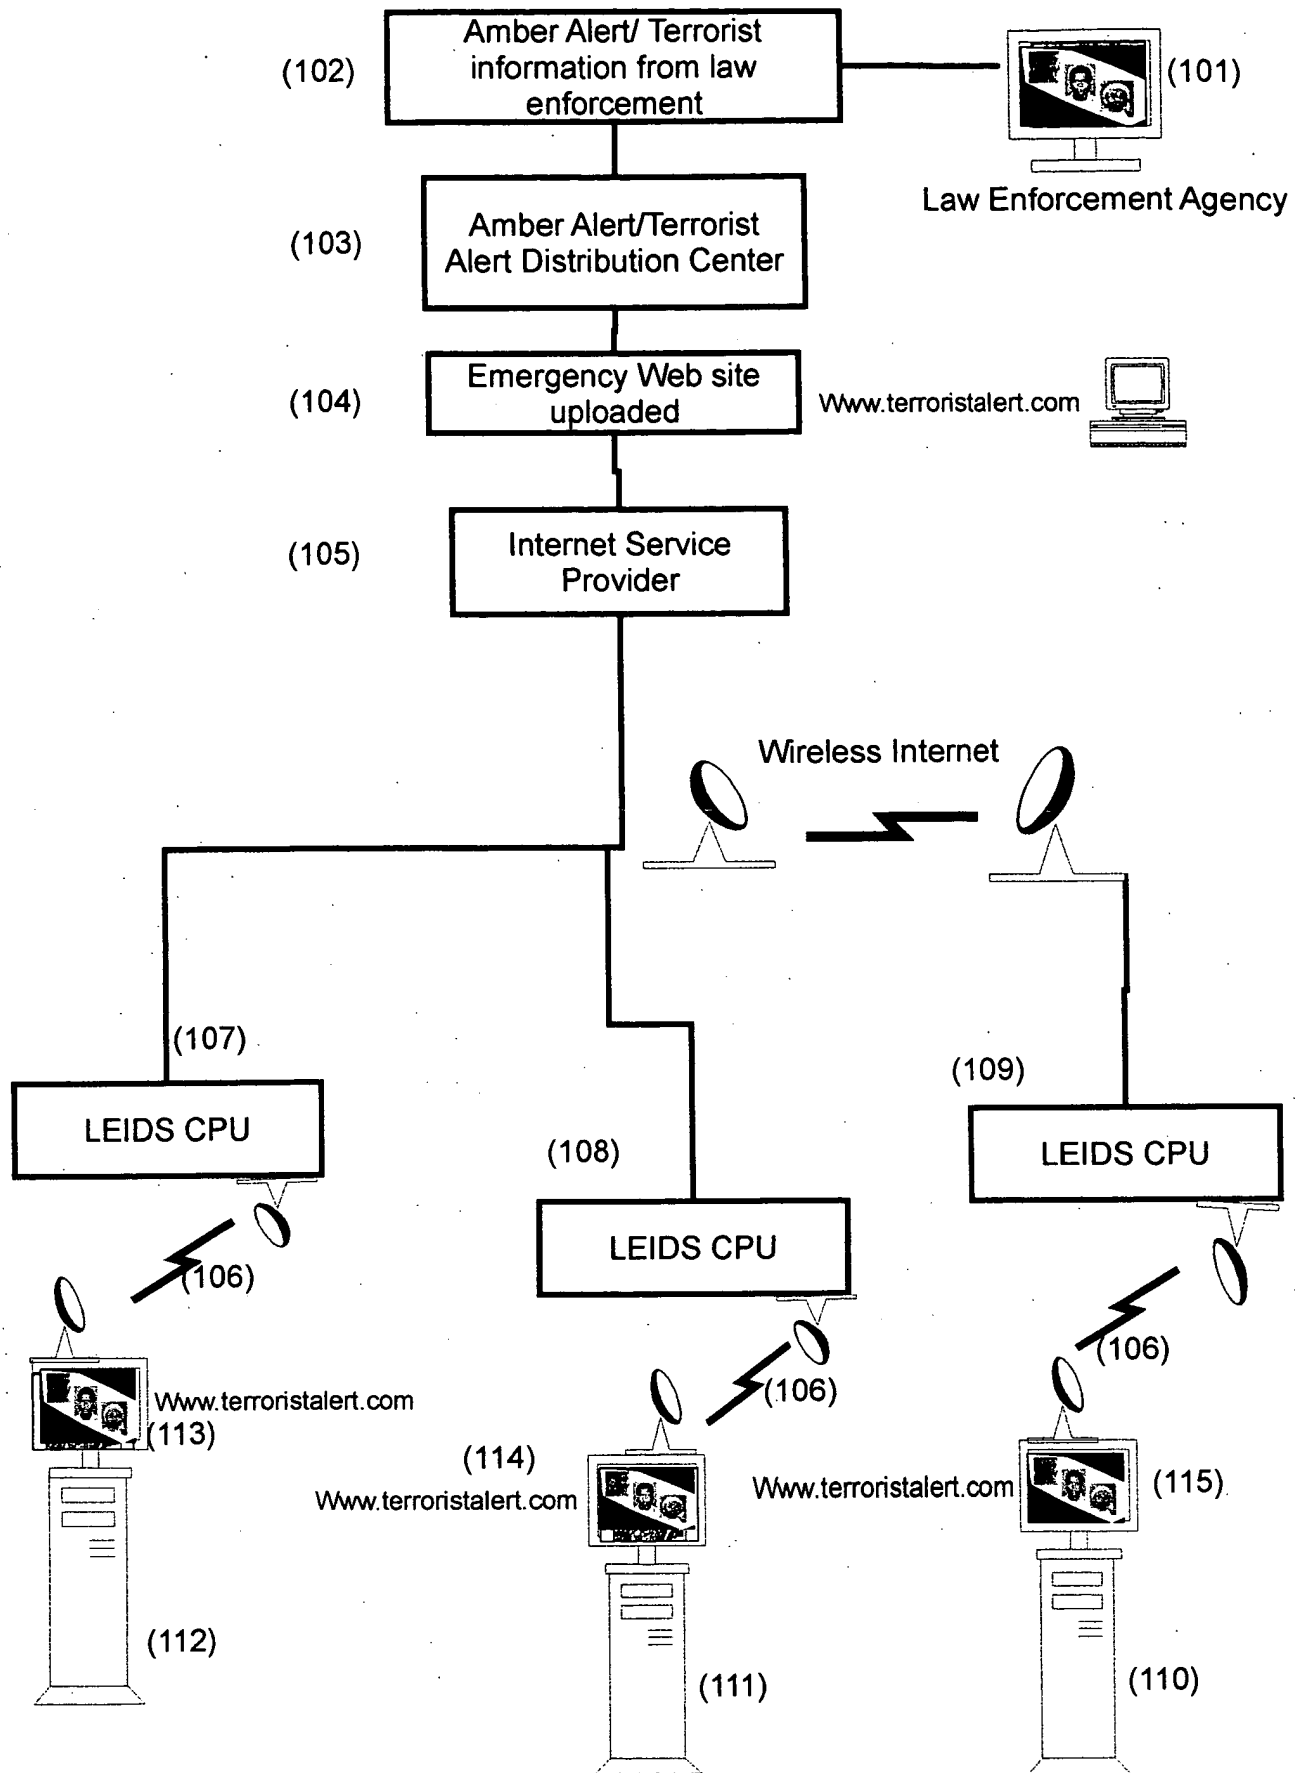 Amber Alert/ Terrorist
information from law
enforcement
(102)
(101)
Law Enforcement Agency
Amber Alert/Terrorist
Alert Distribution Center
(103)
Emergency Web site
uploaded
(104)
Www.terroristalert.com
Internet Service
Provider
(105)
Wireless Internet
(107)
LEIDS CPU
(108)
LEIDS CPU
(109)
LEIDS CPU
(106)
(106)
(106)
Www.terroristalert.com
(113)
(114)
Www.terroristalert.com
Www.terroristalert.com
(115)
(112)
(111)
(110)